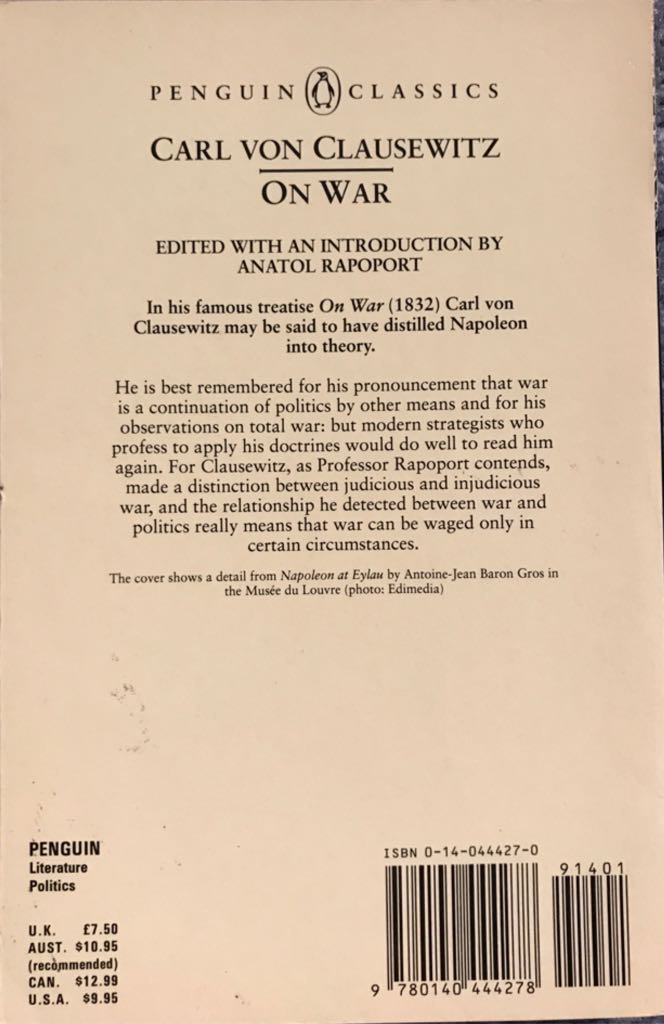 PENGUIN CLASSICS
CARL VON CLAUSEWITZ
ON WAR
EDITED WITH AN INTRODUCTION BY
ANATOL RAPOPORT
In his famous treatise On War (1832) Carl von
Clausewitz may be said to have distilled Napoleon
into theory.
He is best remembered for his pronouncement that war
is a continuation of politics by other means and for his
observations on total war: but modern strategists who
profess to apply his doctrines would do well to read him
again. For Clausewitz, as Professor Rapoport contends,
made a distinction between judicious and injudicious
war, and the relationship he detected between war and
politics really means that war can be waged only in
certain circumstances.
The cover shows a detail from Napoleon at Eylau by Antoine-Jean Baron Gros in
the Musée du Louvre (photo: Edimedia)
PENGUIN
Literature
Politics
U.K. £7.50
AUST. $10.95
(recommended)
CAN. $12.99
U.S.A. $9.95
ISBN 0-14-044427-0
91401
9 780140 444278